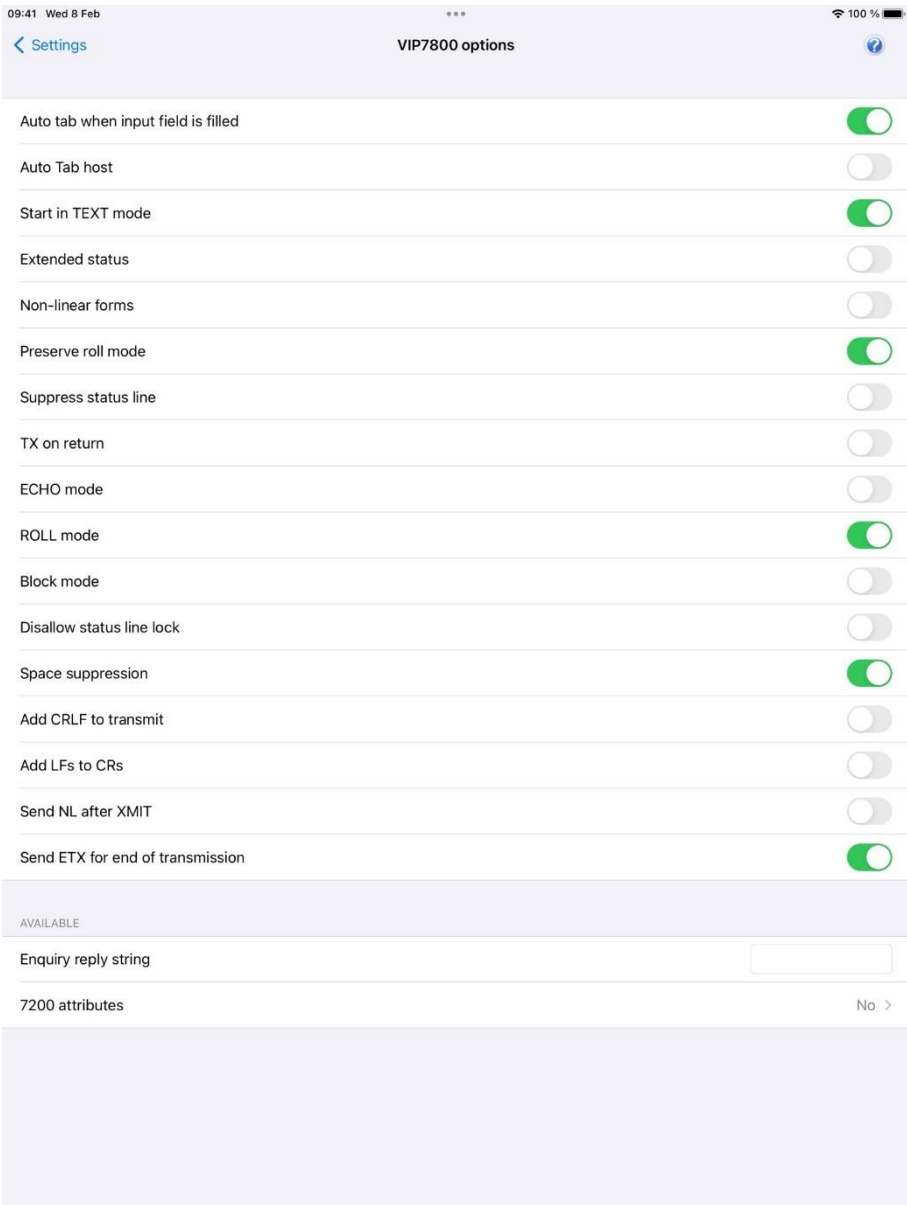 09:41 Wed 8 Feb
100 %
Settings
VIP7800 options
?
Auto tab when input field is filled
Auto Tab host
Start in TEXT mode
Extended status
Non-linear forms
Preserve roll mode
Suppress status line
TX on return
ECHO mode
ROLL mode
Block mode
Disallow status line lock
Space suppression
Add CRLF to transmit
Add LFs to CRs
Send NL after XMIT
Send ETX for end of transmission
AVAILABLE
Enquiry reply string
7200 attributes No